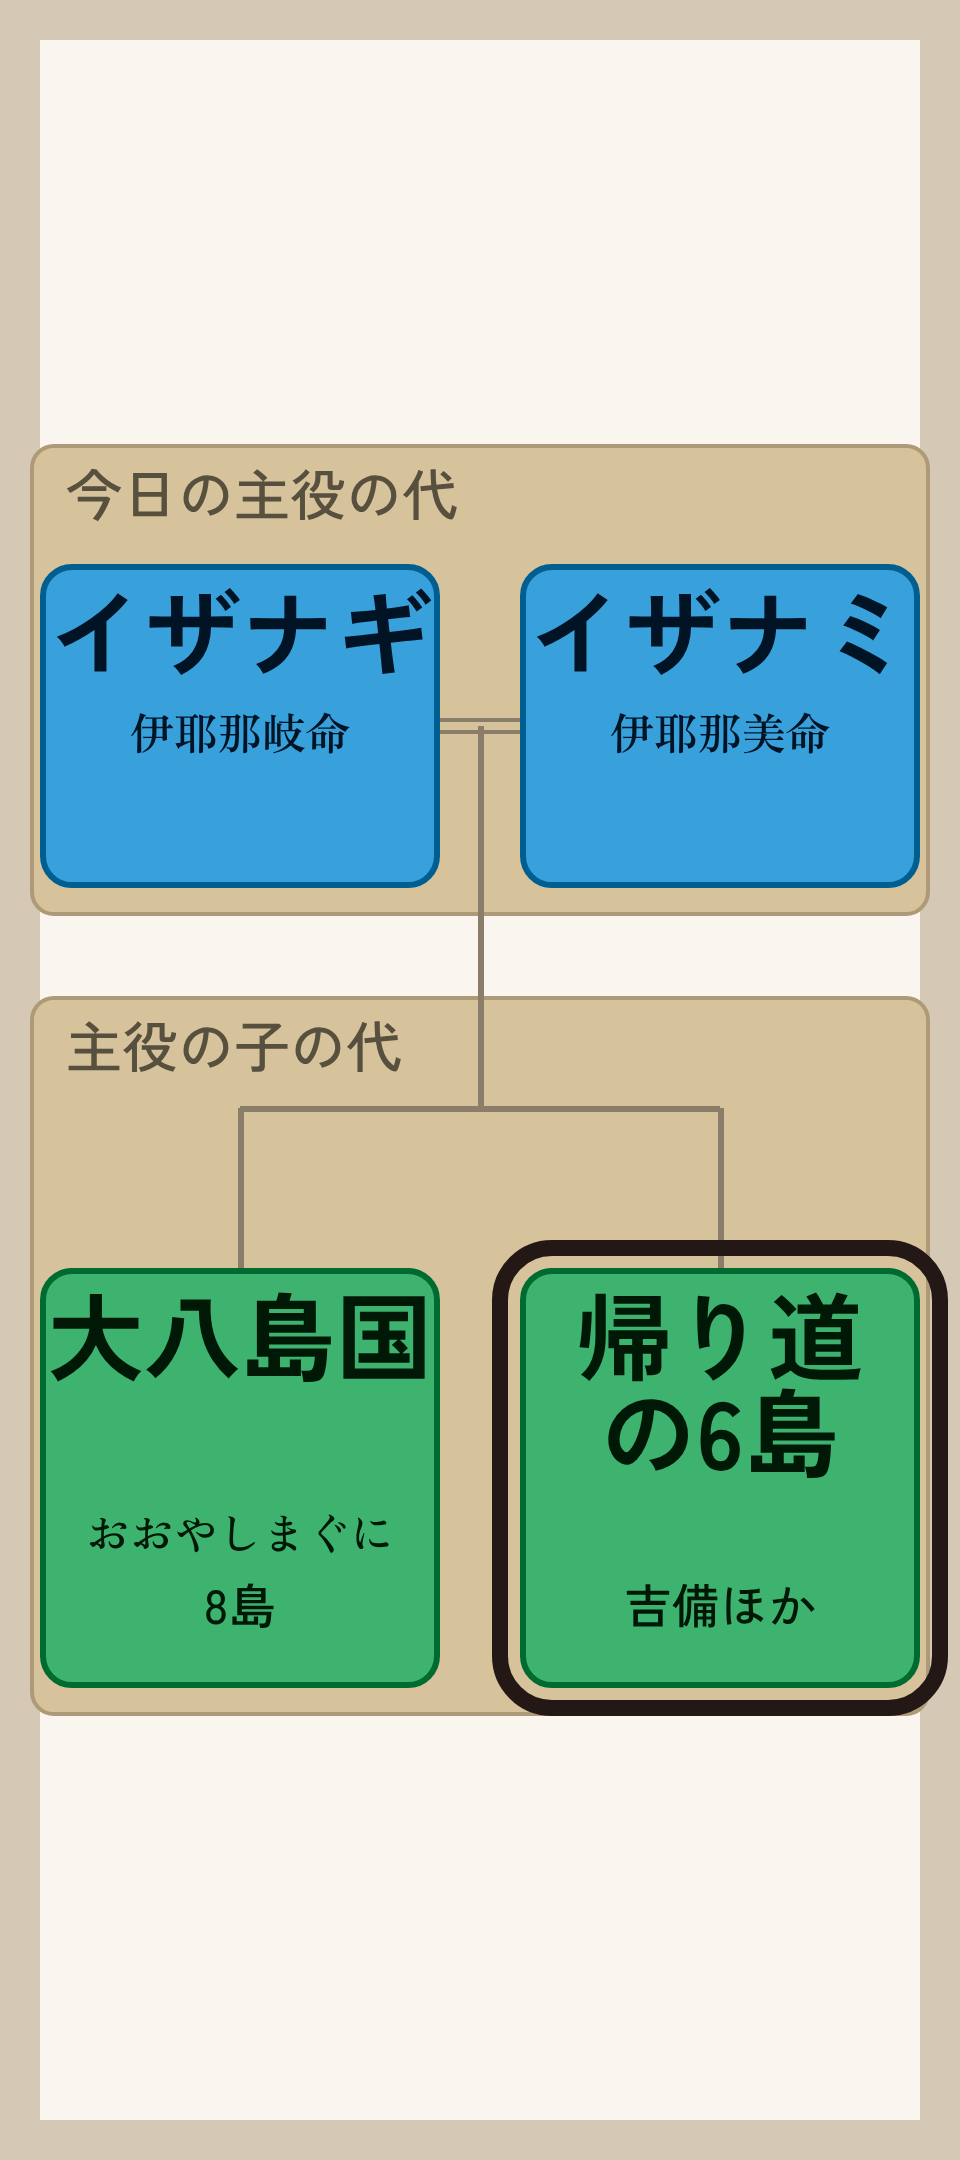 今日の主役の代
イザナギ
伊耶那岐命
イザナミ
伊耶那美命
主役の子の代
大八島国
おおやしまぐに
8島
帰り道
の6島
吉備ほか